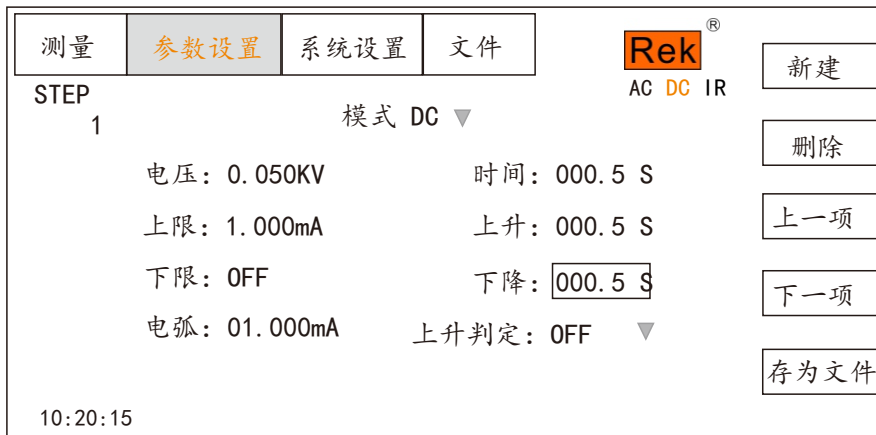 测量 参数设置 系统设置 文件 Rek® 新建
STEP AC DC IR
1 模式 DC ▼
删除
电压: 0.050KV 时间: 000.5 S
上限: 1.000mA 上升: 000.5 S 上一项
下限: OFF 下降: 000.5 S 下一项
电弧: 01.000mA 上升判定: OFF ▼
存为文件
10:20:15